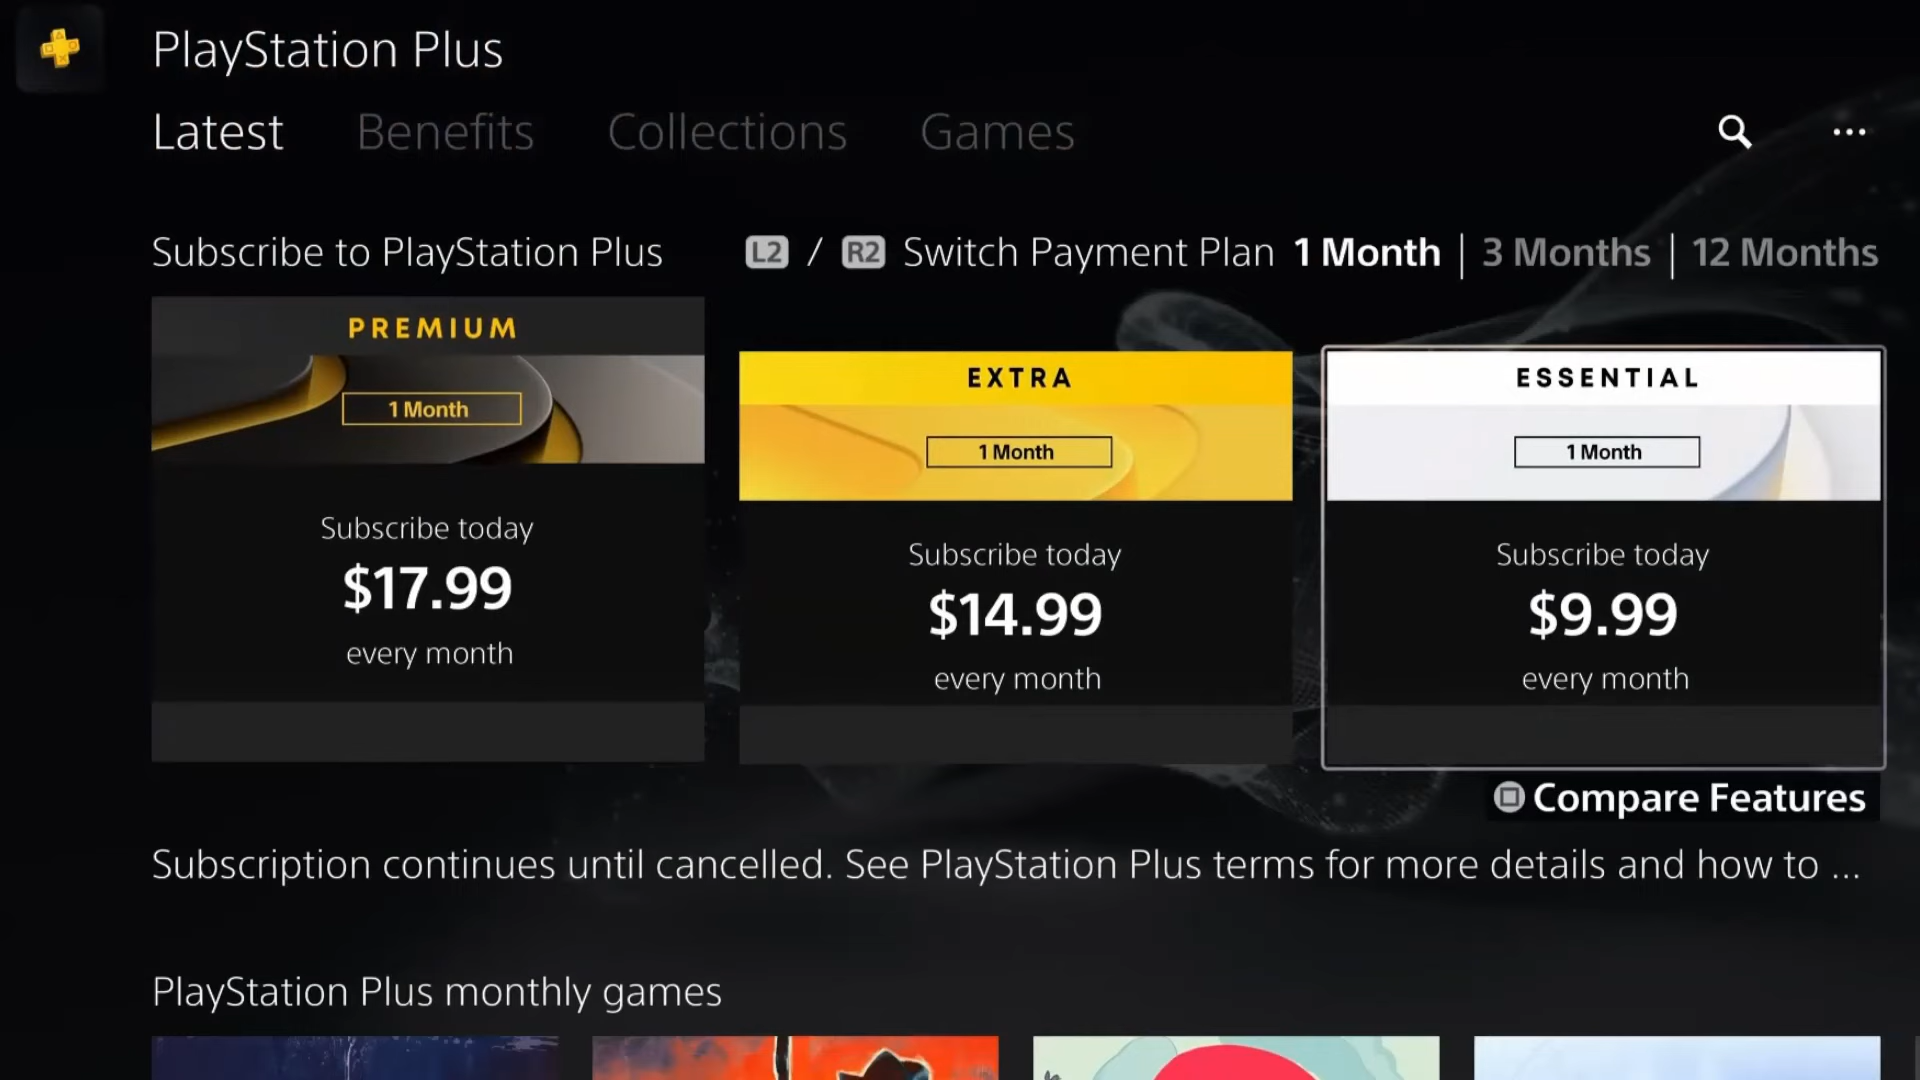 PlayStation Plus
Latest Benefits Collections Games
Subscribe to PlayStation Plus
L2 / R2 Switch Payment Plan 1 Month | 3 Months | 12 Months
PREMIUM
1 Month
Subscribe today
$17.99
every month
EXTRA
1 Month
Subscribe today
$14.99
every month
ESSENTIAL
1 Month
Subscribe today
$9.99
every month
Compare Features
Subscription continues until cancelled. See PlayStation Plus terms for more details and how to ...
PlayStation Plus monthly games